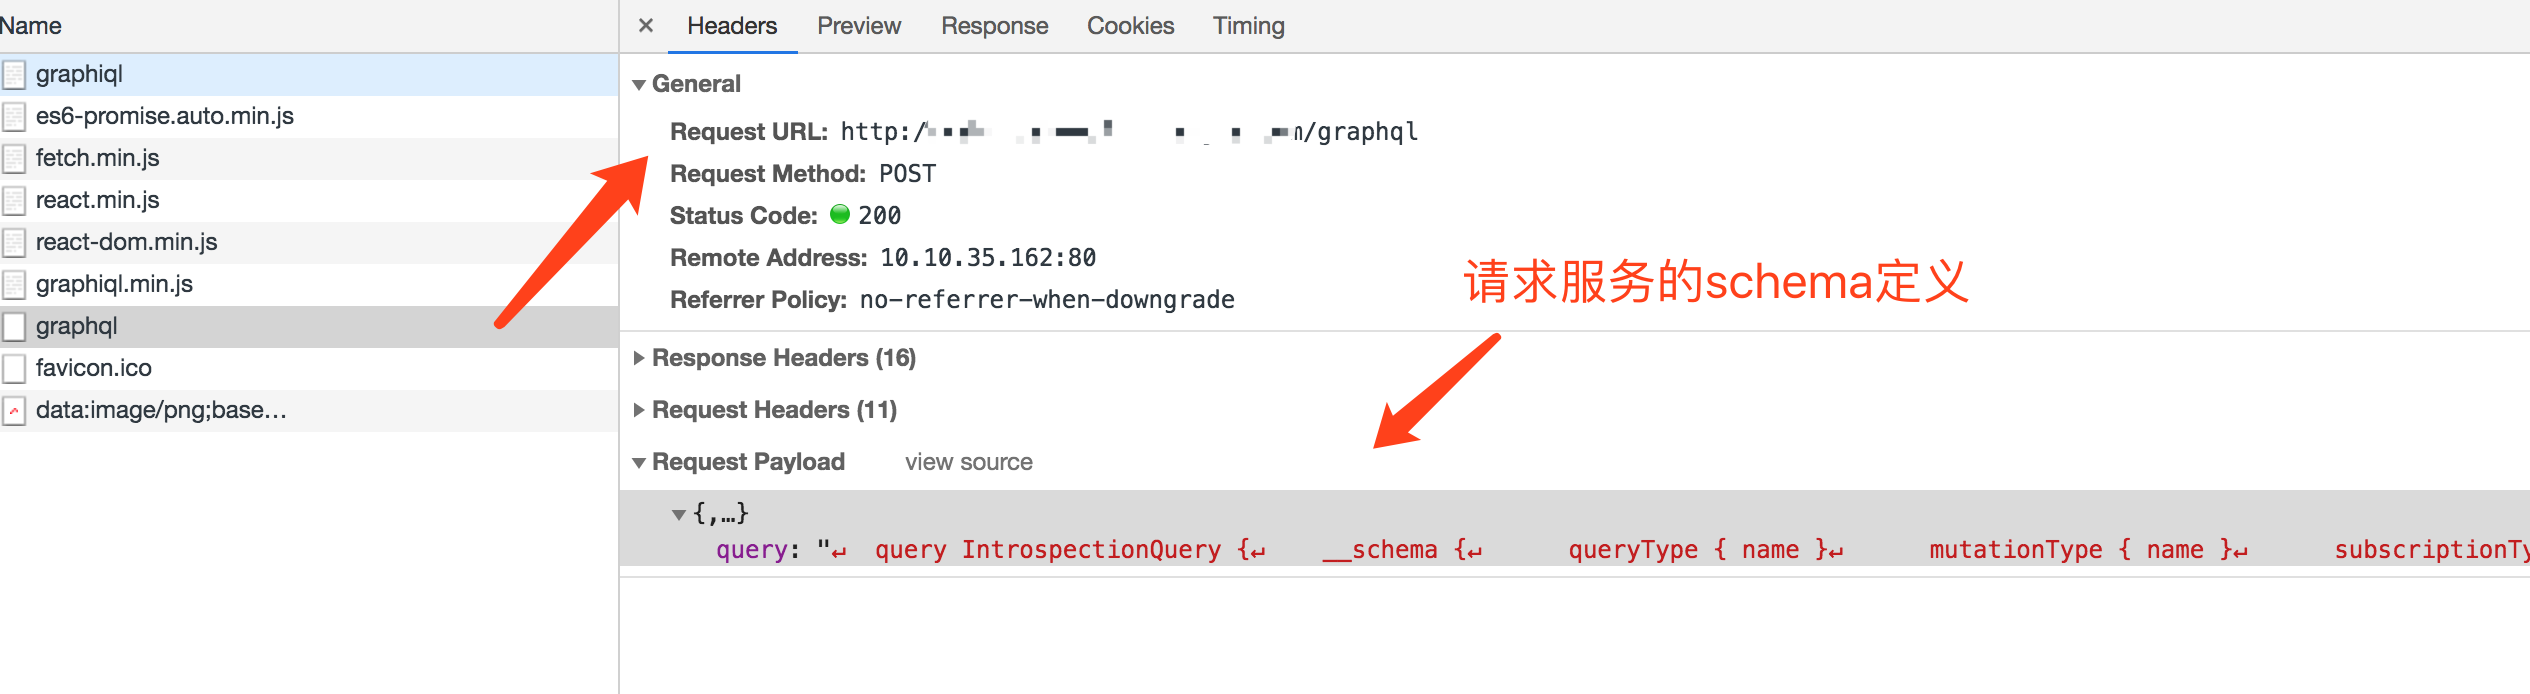 Name
graphiql
es6-promise.auto.min.js
fetch.min.js
react.min.js
react-dom.min.js
graphiql.min.js
graphql
favicon.ico
data:image/png;base…
× Headers Preview Response Cookies Timing
General
Request URL: http:/ /graphql
Request Method: POST
Status Code: 200
Remote Address: 10.10.35.162:80
Referrer Policy: no-referrer-when-downgrade
请求服务的schema定义
Response Headers (16)
Request Headers (11)
Request Payload view source
{,…}
query: "↵ query IntrospectionQuery {↵ __schema {↵ queryType { name }↵ mutationType { name }↵ subscriptionTy